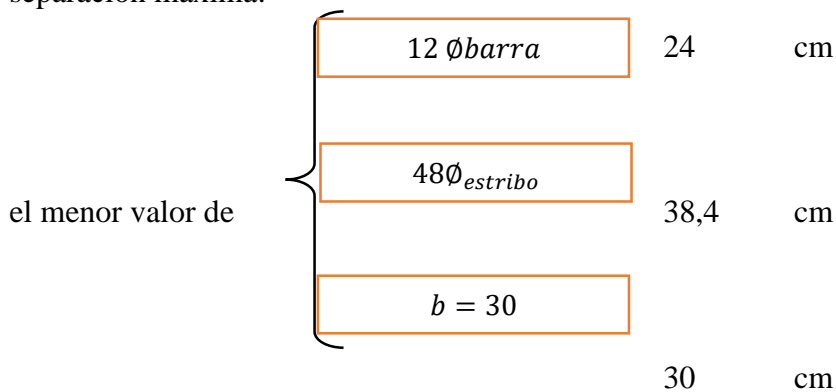 separación máxima:
12 ∅barra 24 cm
48∅estribo
el menor valor de 38,4 cm
b = 30
30 cm